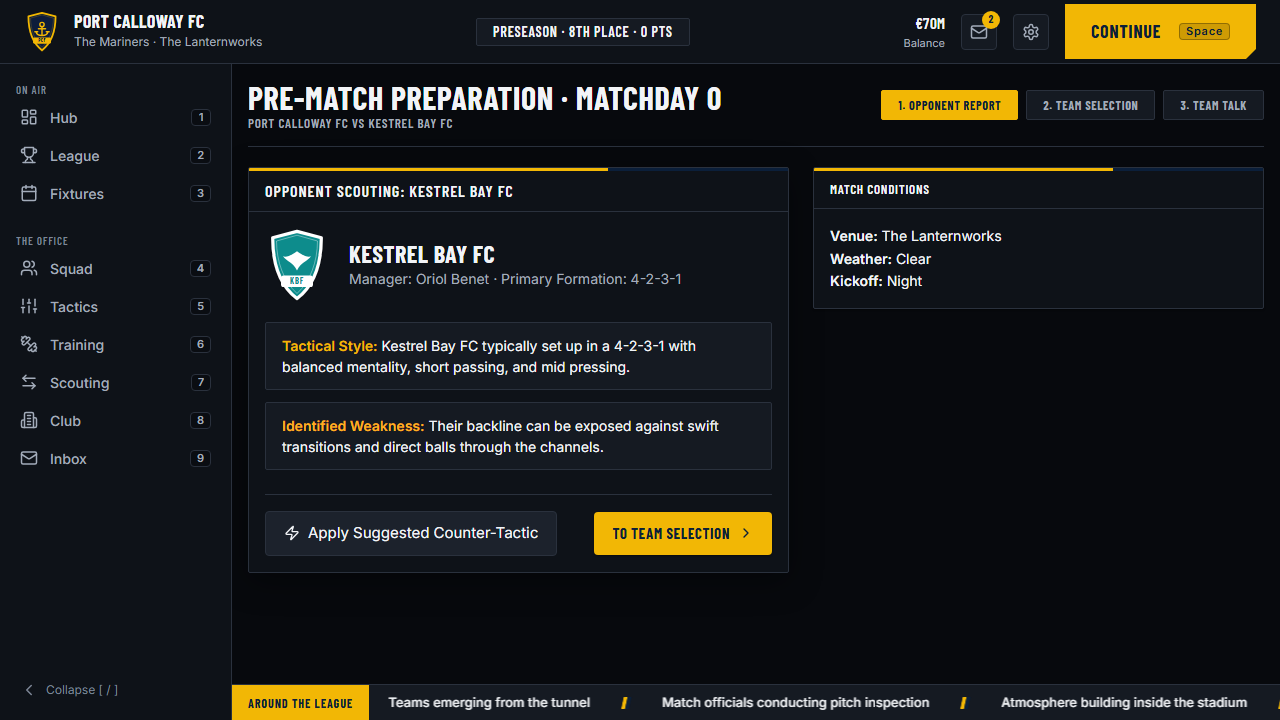 PORT CALLOWAY FC
The Mariners · The Lanternworks
PRESEASON · 8TH PLACE · 0 PTS
€70M
Balance
2
CONTINUE Space
ON AIR
Hub 1
League 2
Fixtures 3
THE OFFICE
Squad 4
Tactics 5
Training 6
Scouting 7
Club 8
Inbox 9
Collapse [ / ]
PRE-MATCH PREPARATION · MATCHDAY 0
PORT CALLOWAY FC VS KESTREL BAY FC
1. OPPONENT REPORT
2. TEAM SELECTION
3. TEAM TALK
OPPONENT SCOUTING: KESTREL BAY FC
KBF
KESTREL BAY FC
Manager: Oriol Benet · Primary Formation: 4-2-3-1
Tactical Style: Kestrel Bay FC typically set up in a 4-2-3-1 with
balanced mentality, short passing, and mid pressing.
Identified Weakness: Their backline can be exposed against swift
transitions and direct balls through the channels.
Apply Suggested Counter-Tactic
TO TEAM SELECTION
MATCH CONDITIONS
Venue: The Lanternworks
Weather: Clear
Kickoff: Night
AROUND THE LEAGUE
Teams emerging from the tunnel / Match officials conducting pitch inspection / Atmosphere building inside the stadium